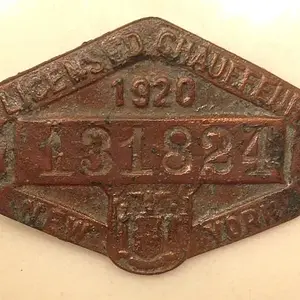 LICENSED CHAUFFEUR
1920
131824
NEW YORK